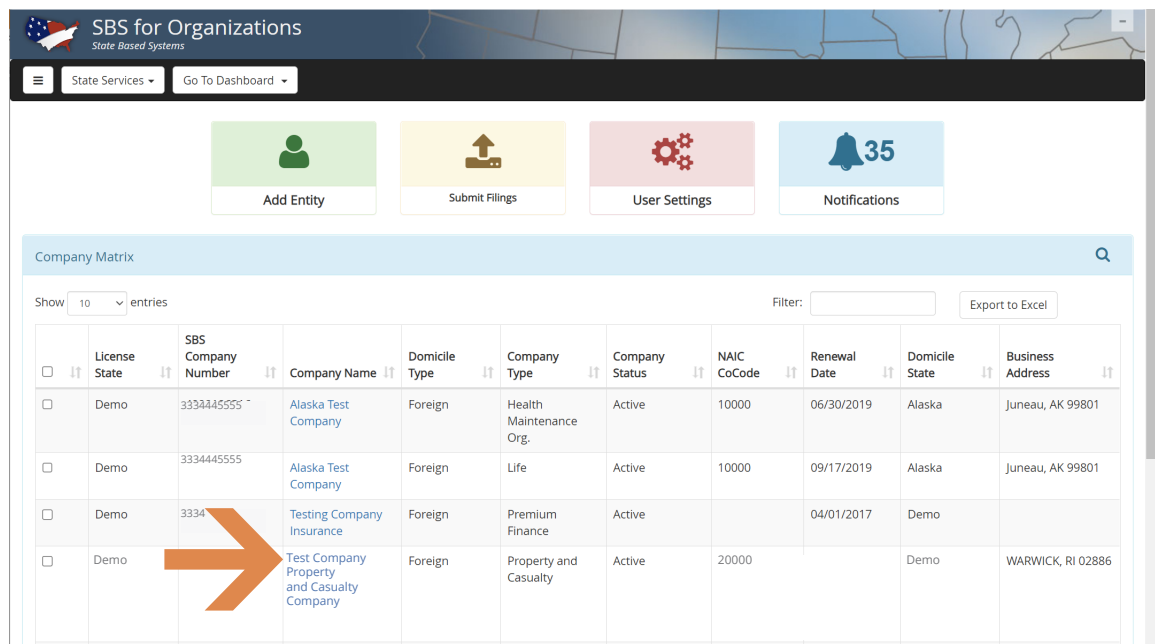 SBS for Organizations
State Based Systems
State Services
Go To Dashboard
35
Add Entity
Submit Filings
User Settings
Notifications
Company Matrix
Show 10 entries
Filter:
Export to Excel
License State
SBS Company Number
Company Name
Domicile Type
Company Type
Company Status
NAIC CoCode
Renewal Date
Domicile State
Business Address
Demo 3334445555 Alaska Test Company Foreign Health Maintenance Org. Active 10000 06/30/2019 Alaska Juneau, AK 99801
Demo 3334445555 Alaska Test Company Foreign Life Active 10000 09/17/2019 Alaska Juneau, AK 99801
Demo 3334 Testing Company Insurance Foreign Premium Finance Active 04/01/2017 Demo
Demo Test Company Property and Casualty Company Foreign Property and Casualty Active 20000 Demo WARWICK, RI 02886